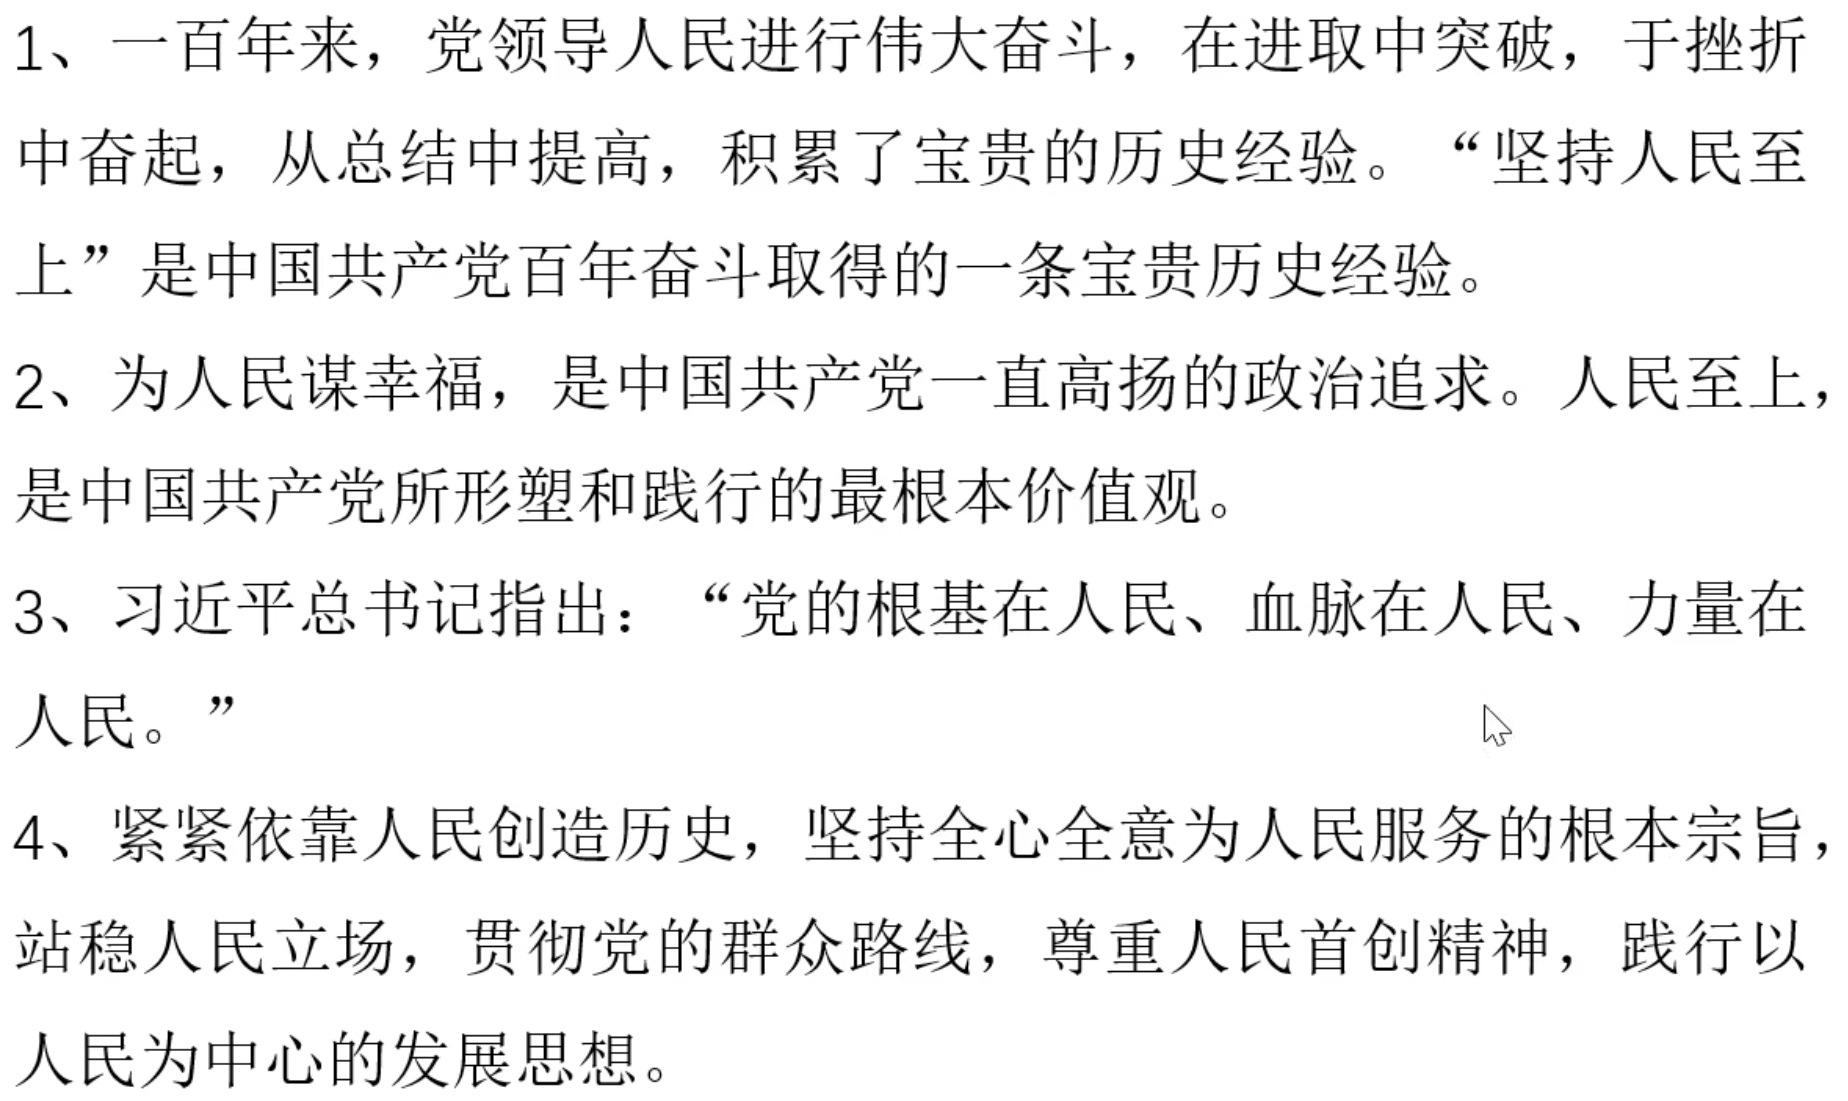 1、一百年来，党领导人民进行伟大奋斗，在进取中突破，于挫折
中奋起，从总结中提高，积累了宝贵的历史经验。“坚持人民至
上”是中国共产党百年奋斗取得的一条宝贵历史经验。
2、为人民谋幸福，是中国共产党一直高扬的政治追求。人民至上，
是中国共产党所形塑和践行的最根本价值观。
3、习近平总书记指出：“党的根基在人民、血脉在人民、力量在
人民。”
4、紧紧依靠人民创造历史，坚持全心全意为人民服务的根本宗旨，
站稳人民立场，贯彻党的群众路线，尊重人民首创精神，践行以
人民为中心的发展思想。